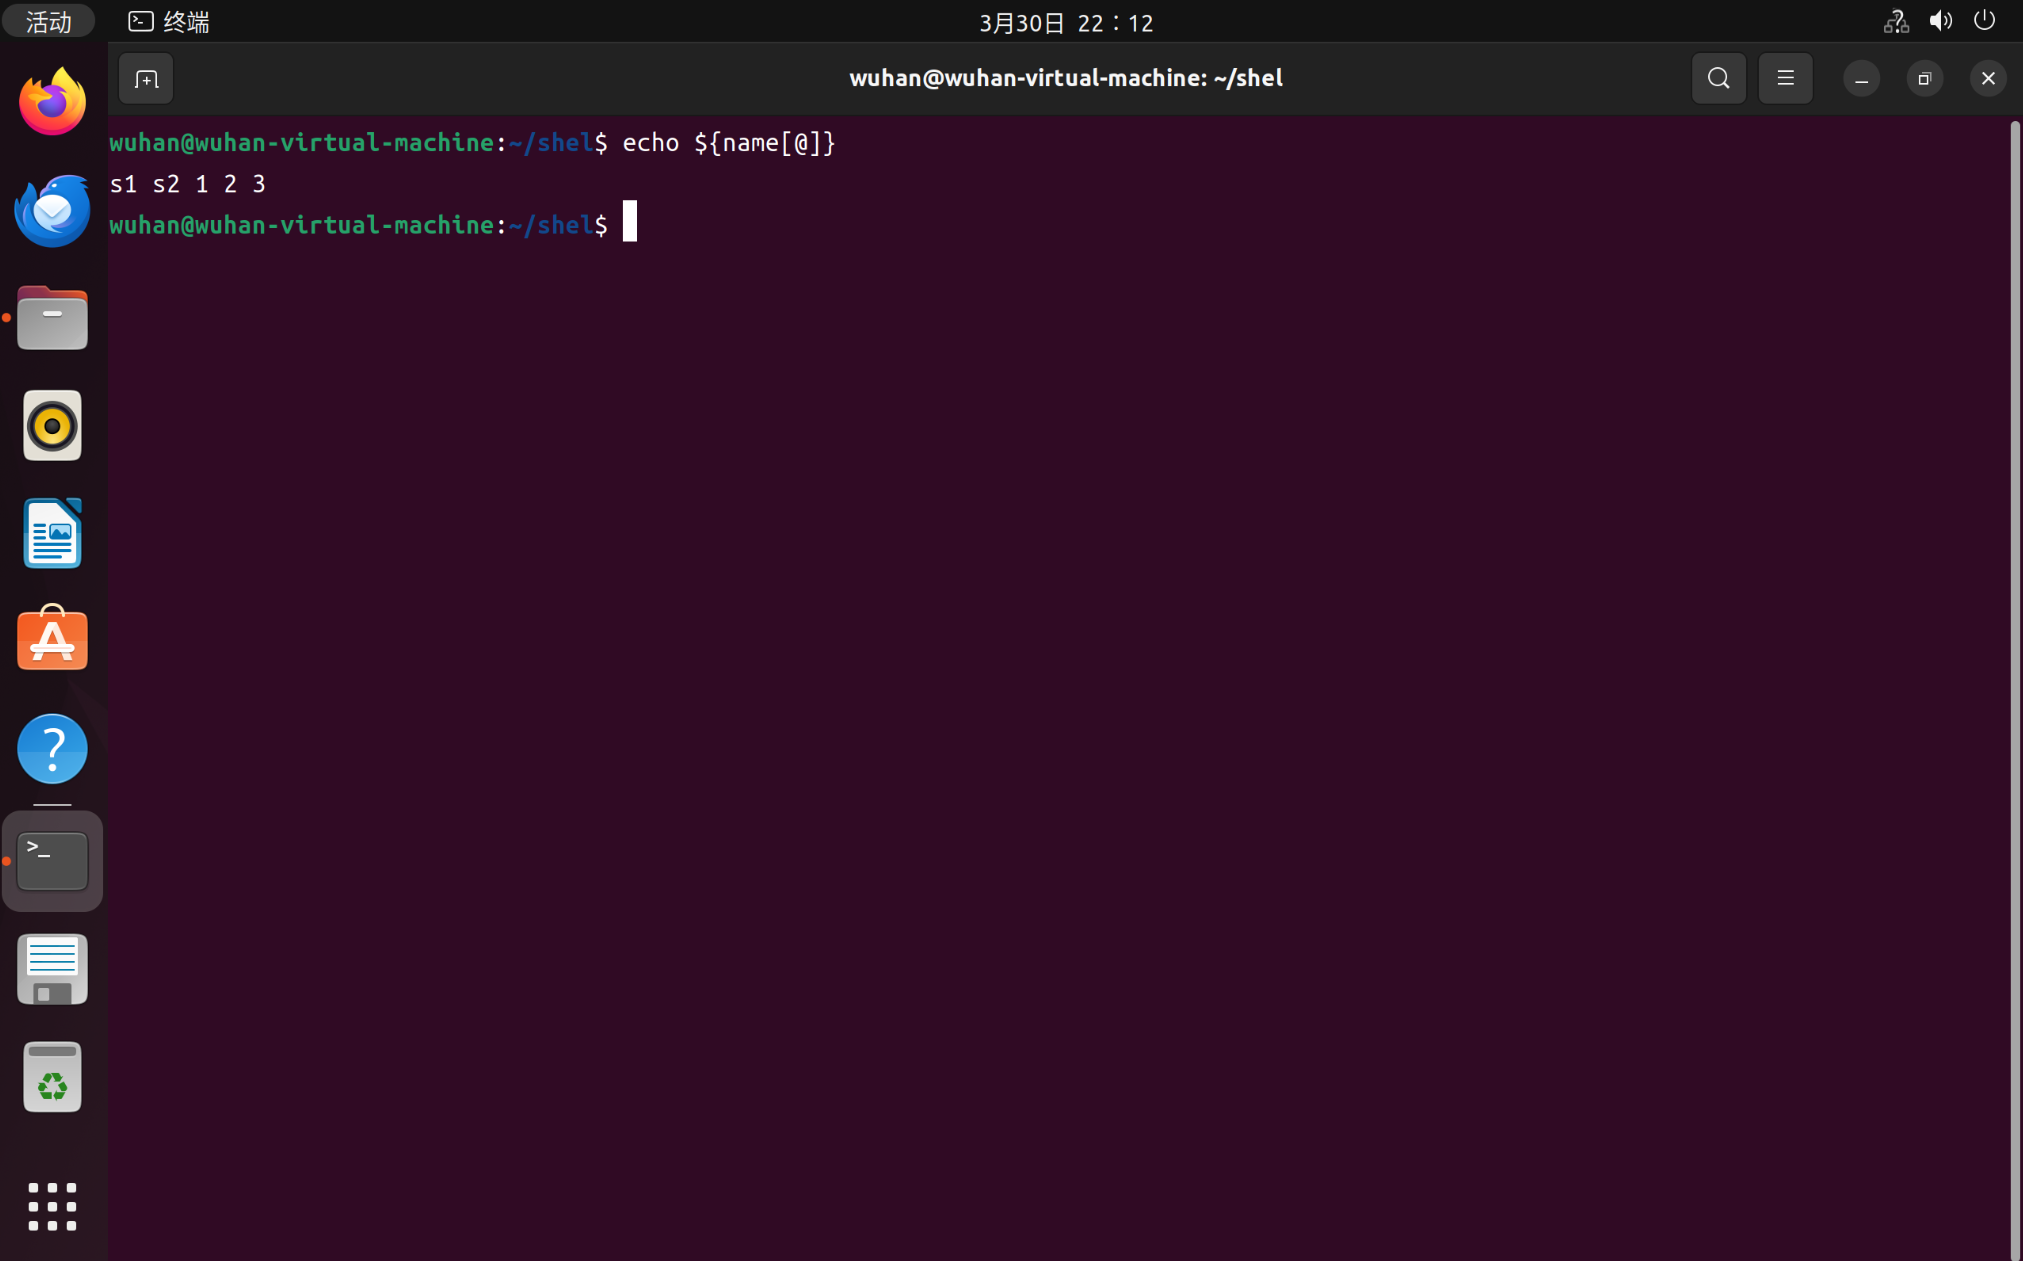 活动
终端
3月30日 22：12
wuhan@wuhan-virtual-machine: ~/shel
wuhan@wuhan-virtual-machine:~/shel$ echo ${name[@]}
s1 s2 1 2 3
wuhan@wuhan-virtual-machine:~/shel$